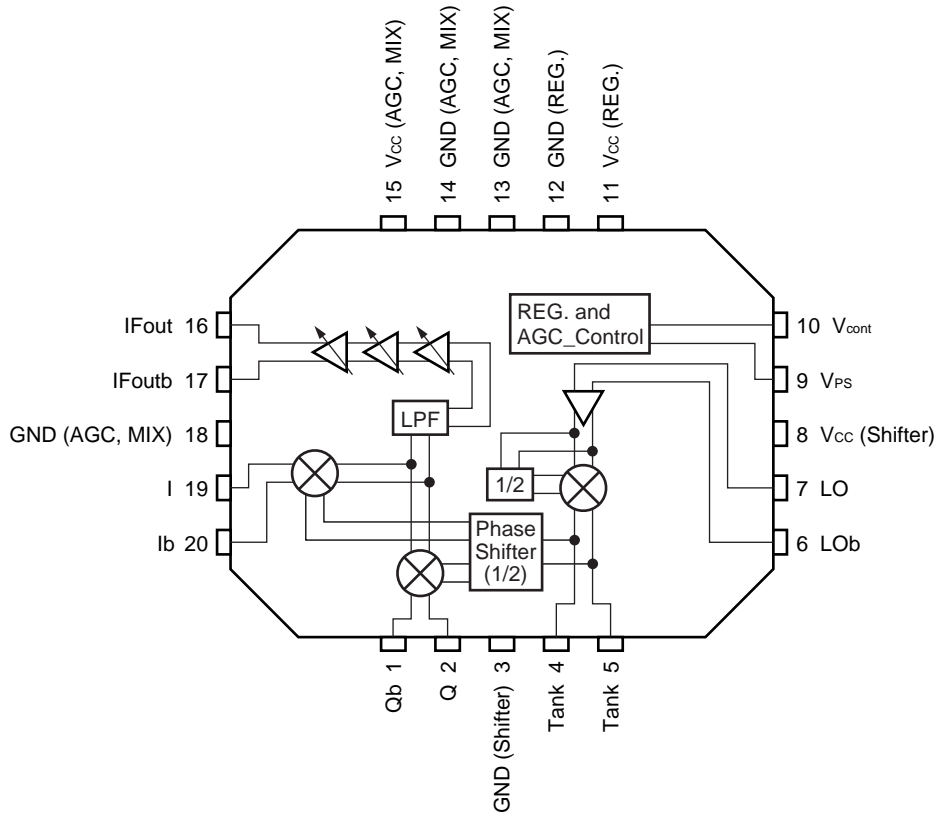 15 Vcc (AGC, MIX)
14 GND (AGC, MIX)
13 GND (AGC, MIX)
12 GND (REG.)
11 Vcc (REG.)
IFout 16
IFoutb 17
GND (AGC, MIX) 18
I 19
Ib 20
REG. and
AGC_Control
LPF
1/2
Phase
Shifter
(1/2)
10 Vcont
9 VPS
8 VCC (Shifter)
7 LO
6 LOb
Qb 1
Q 2
GND (Shifter) 3
Tank 4
Tank 5